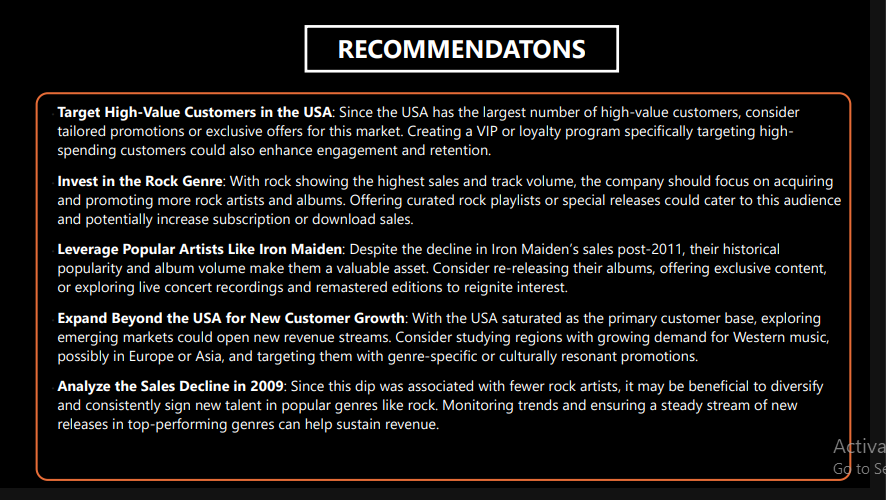 RECOMMENDATONS
Target High-Value Customers in the USA: Since the USA has the largest number of high-value customers, consider
tailored promotions or exclusive offers for this market. Creating a VIP or loyalty program specifically targeting high-
spending customers could also enhance engagement and retention.
Invest in the Rock Genre: With rock showing the highest sales and track volume, the company should focus on acquiring
and promoting more rock artists and albums. Offering curated rock playlists or special releases could cater to this audience
and potentially increase subscription or download sales.
Leverage Popular Artists Like Iron Maiden: Despite the decline in Iron Maiden's sales post-2011, their historical
popularity and album volume make them a valuable asset. Consider re-releasing their albums, offering exclusive content,
or exploring live concert recordings and remastered editions to reignite interest.
Expand Beyond the USA for New Customer Growth: With the USA saturated as the primary customer base, exploring
emerging markets could open new revenue streams. Consider studying regions with growing demand for Western music,
possibly in Europe or Asia, and targeting them with genre-specific or culturally resonant promotions.
Analyze the Sales Decline in 2009: Since this dip was associated with fewer rock artists, it may be beneficial to diversify
and consistently sign new talent in popular genres like rock. Monitoring trends and ensuring a steady stream of new
releases in top-performing genres can help sustain revenue.
Activa
Go to Se